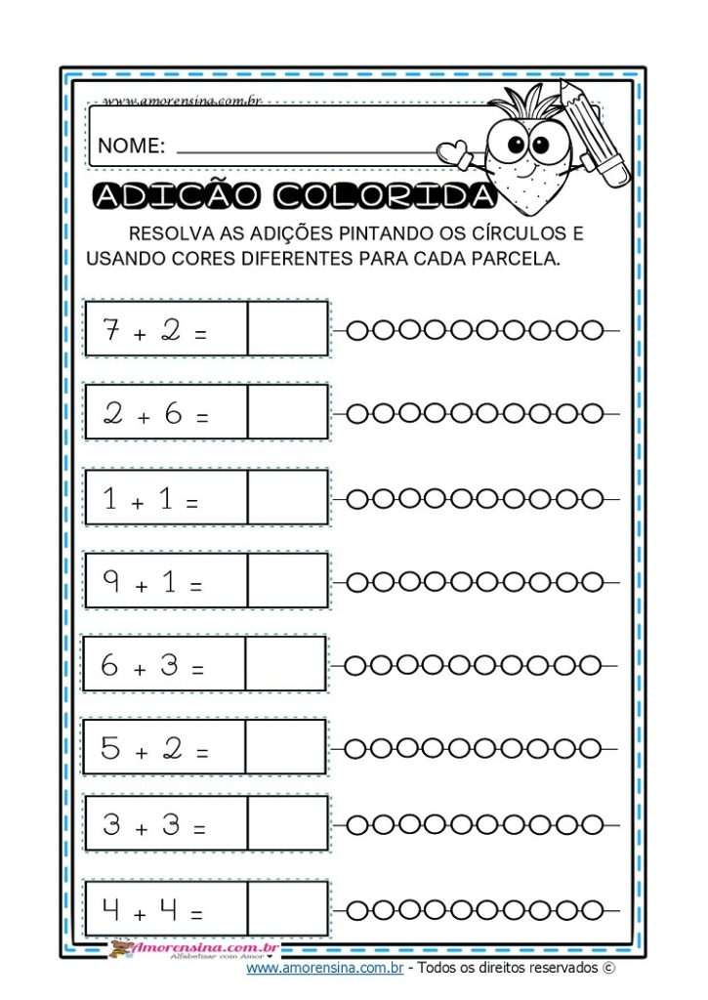 www.amorensina.com.br
NOME:
ADIÇÃO COLORIDA
RESOLVA AS ADIÇÕES PINTANDO OS CÍRCULOS E
USANDO CORES DIFERENTES PARA CADA PARCELA.
7 + 2 =
2 + 6 =
1 + 1 =
9 + 1 =
6 + 3 =
5 + 2 =
3 + 3 =
4 + 4 =
Amorensina.com.br
Alfabetizar com Amor
www.amorensina.com.br - Todos os direitos reservados ©